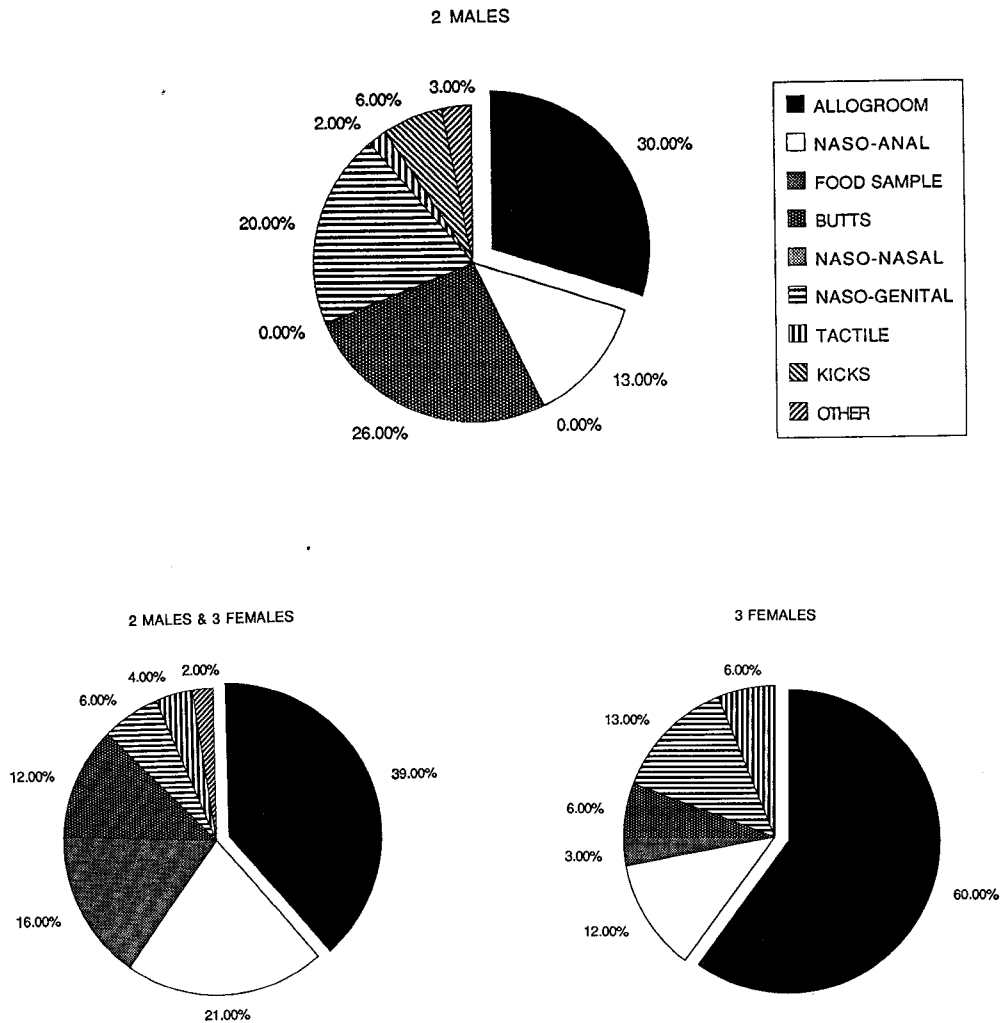 2 MALES
3.00%
6.00%
2.00%
30.00%
20.00%
0.00%
13.00%
0.00%
26.00%
ALLOGROOM
NASO-ANAL
FOOD SAMPLE
BUTTS
NASO-NASAL
NASO-GENITAL
TACTILE
KICKS
OTHER
2 MALES & 3 FEMALES
2.00%
4.00%
6.00%
12.00%
39.00%
16.00%
21.00%
3 FEMALES
6.00%
13.00%
6.00%
3.00%
12.00%
60.00%